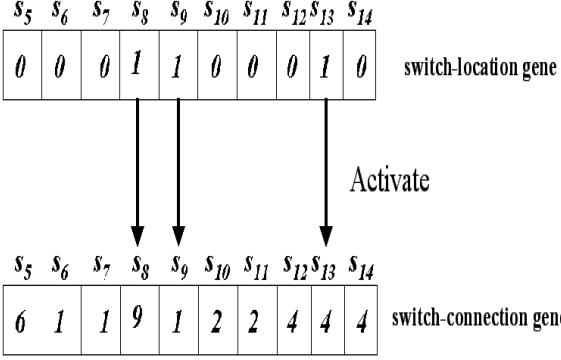 s5 s6 s7 s8 s9 s10 s11 s12 s13 s14
0 0 0 1 1 0 0 0 1 0 switch-location gene
Activate
s5 s6 s7 s8 s9 s10 s11 s12 s13 s14
6 1 1 9 1 2 2 4 4 4 switch-connection gene